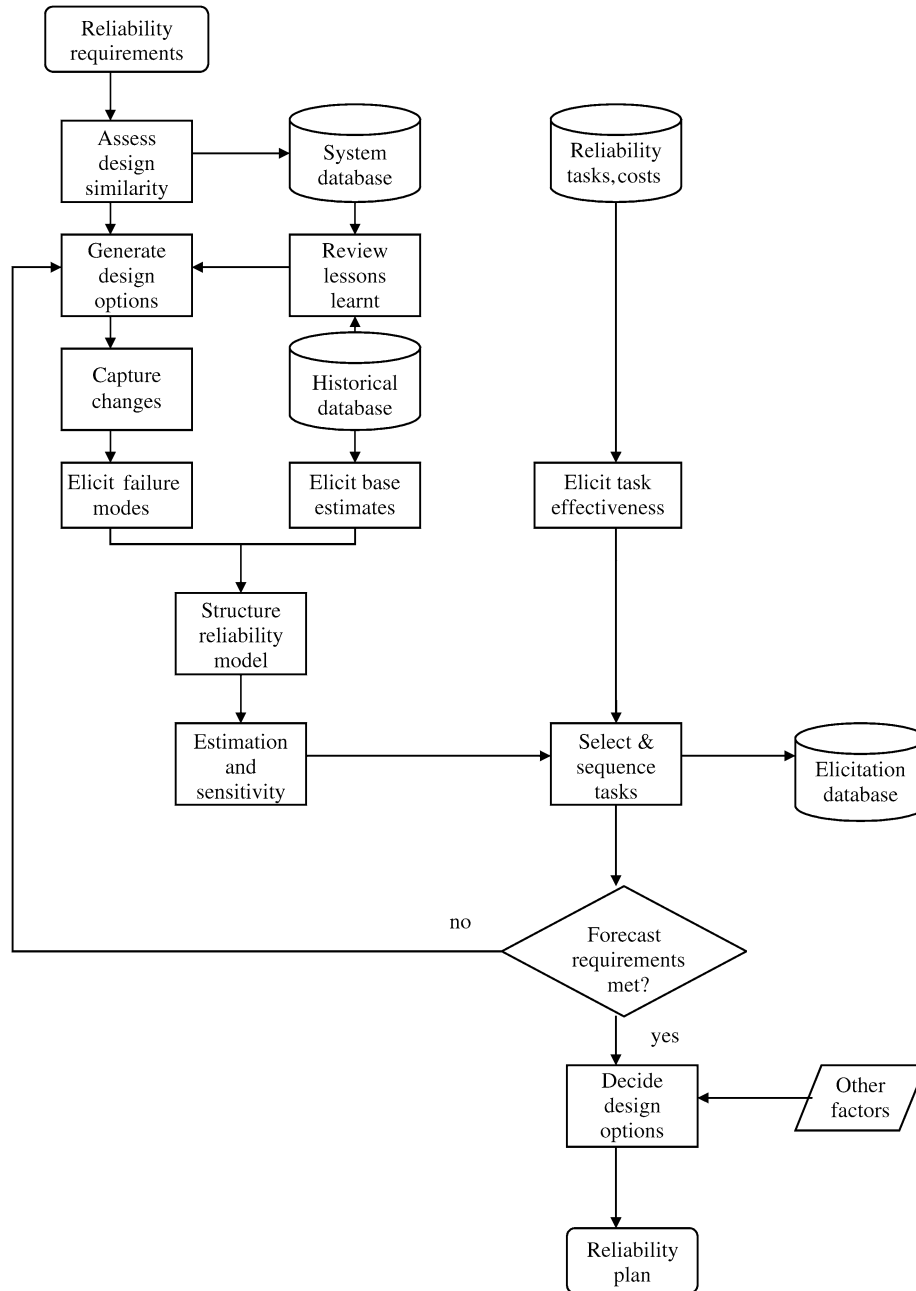 Reliability
requirements
Assess
design
similarity
System
database
Reliability
tasks, costs
Generate
design
options
Review
lessons
learnt
Capture
changes
Historical
database
Elicit failure
modes
Elicit base
estimates
Elicit task
effectiveness
Structure
reliability
model
Estimation
and
sensitivity
Select &
sequence
tasks
Elicitation
database
no
Forecast
requirements
met?
yes
Decide
design
options
Other
factors
Reliability
plan